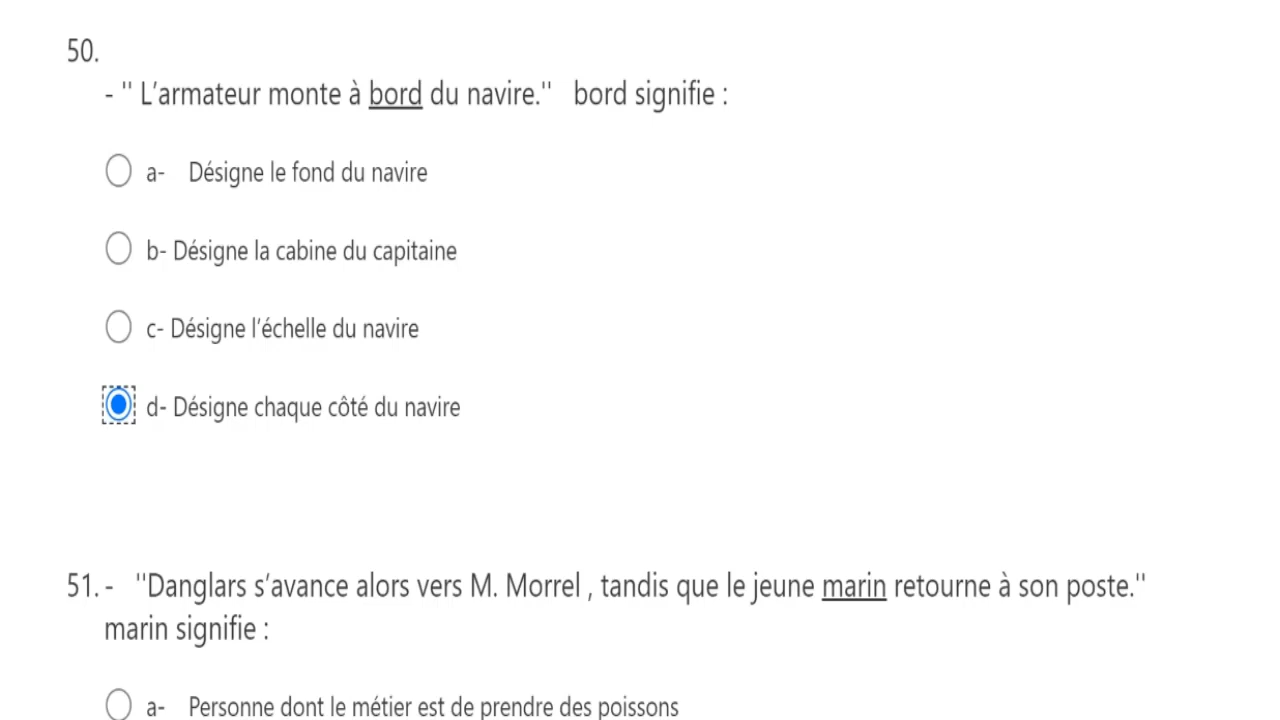 50.
- " L’armateur monte à bord du navire."   bord signifie :
a-    Désigne le fond du navire
b- Désigne la cabine du capitaine
c- Désigne l’échelle du navire
d- Désigne chaque côté du navire
51. -   "Danglars s’avance alors vers M. Morrel , tandis que le jeune marin retourne à son poste."
marin signifie :
a-    Personne dont le métier est de prendre des poissons